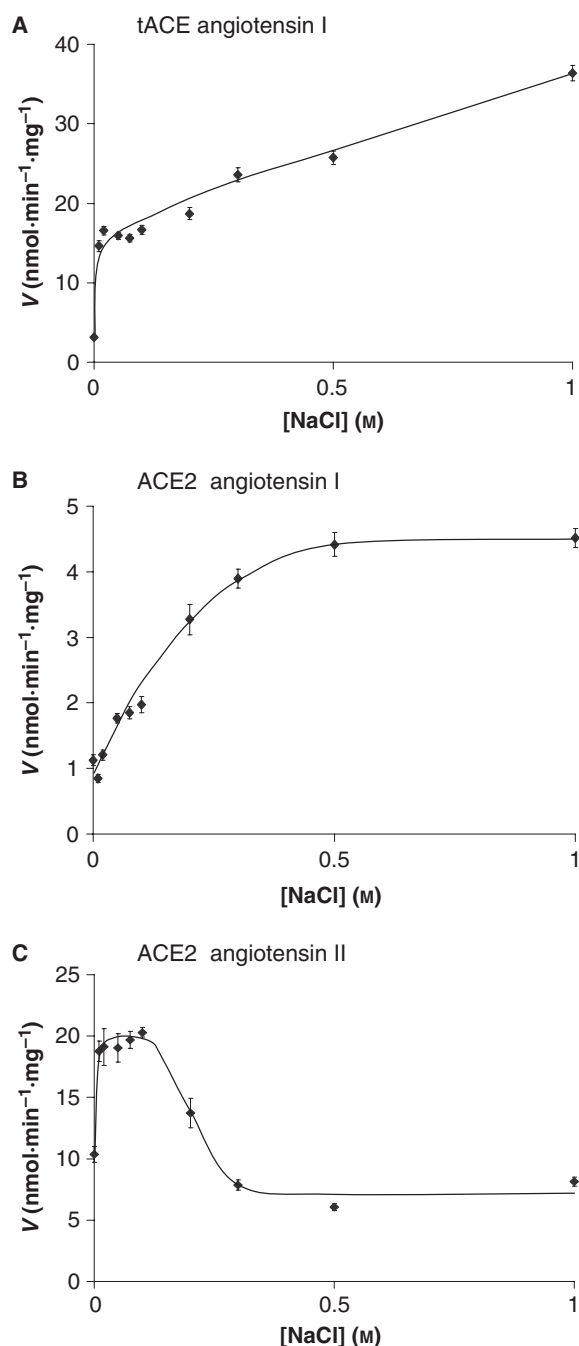 A tACE angiotensin I
40
30
20
10
0
V (nmol·min⁻¹·mg⁻¹)
0 0.5 1
[NaCl] (M)
B ACE2 angiotensin I
5
4
3
2
1
0
V (nmol·min⁻¹·mg⁻¹)
0 0.5 1
[NaCl] (M)
C ACE2 angiotensin II
25
20
15
10
5
0
V (nmol·min⁻¹·mg⁻¹)
0 0.5 1
[NaCl] (M)